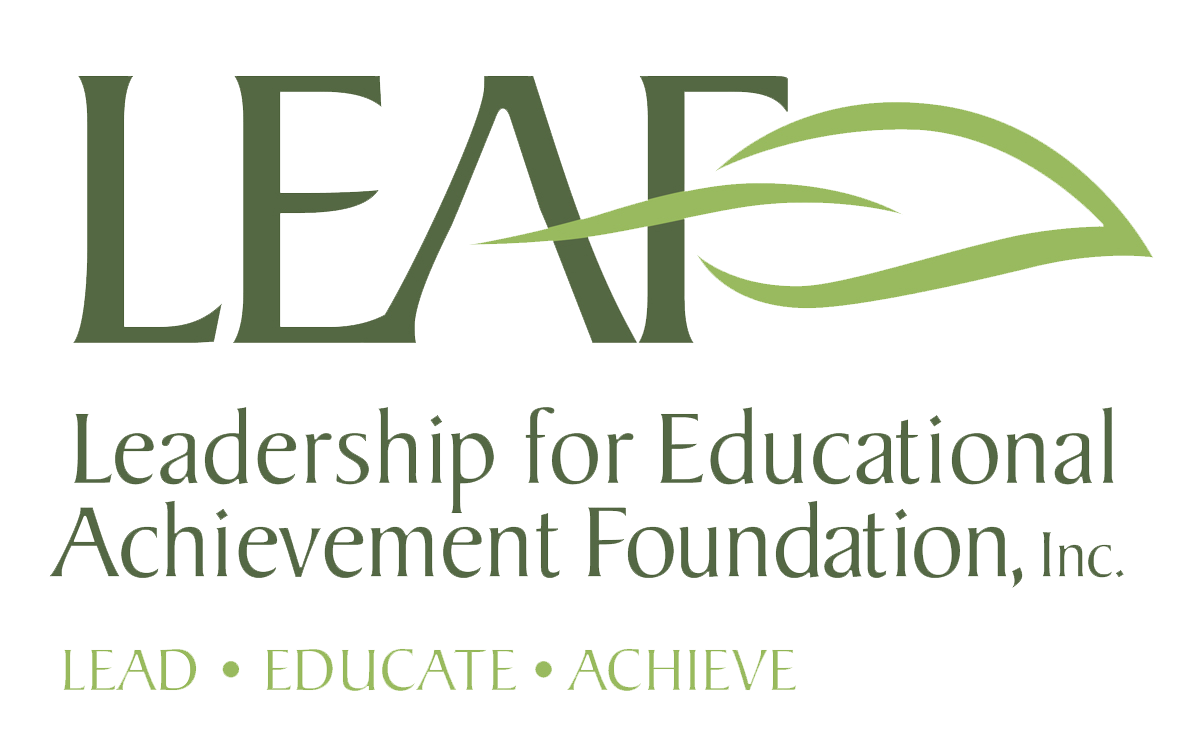 LEAF
Leadership for Educational
Achievement Foundation, Inc.
LEAD • EDUCATE • ACHIEVE